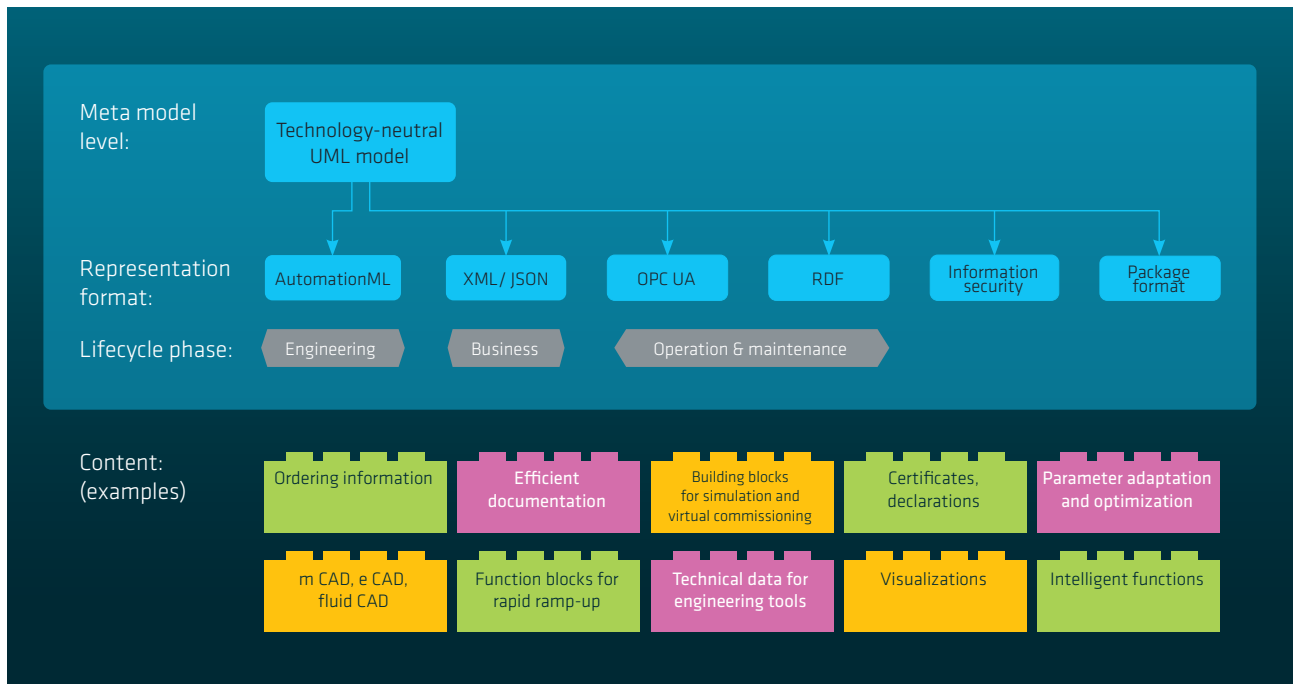 Meta model
level:
Technology-neutral
UML model
Representation
format:
AutomationML
XML/ JSON
OPC UA
RDF
Information
security
Package
format
Lifecycle phase:
Engineering
Business
Operation & maintenance
Content:
(examples)
Ordering information
Efficient
documentation
Building blocks
for simulation and
virtual commissioning
Certificates,
declarations
Parameter adaptation
and optimization
m CAD, e CAD,
fluid CAD
Function blocks for
rapid ramp-up
Technical data for
engineering tools
Visualizations
Intelligent functions